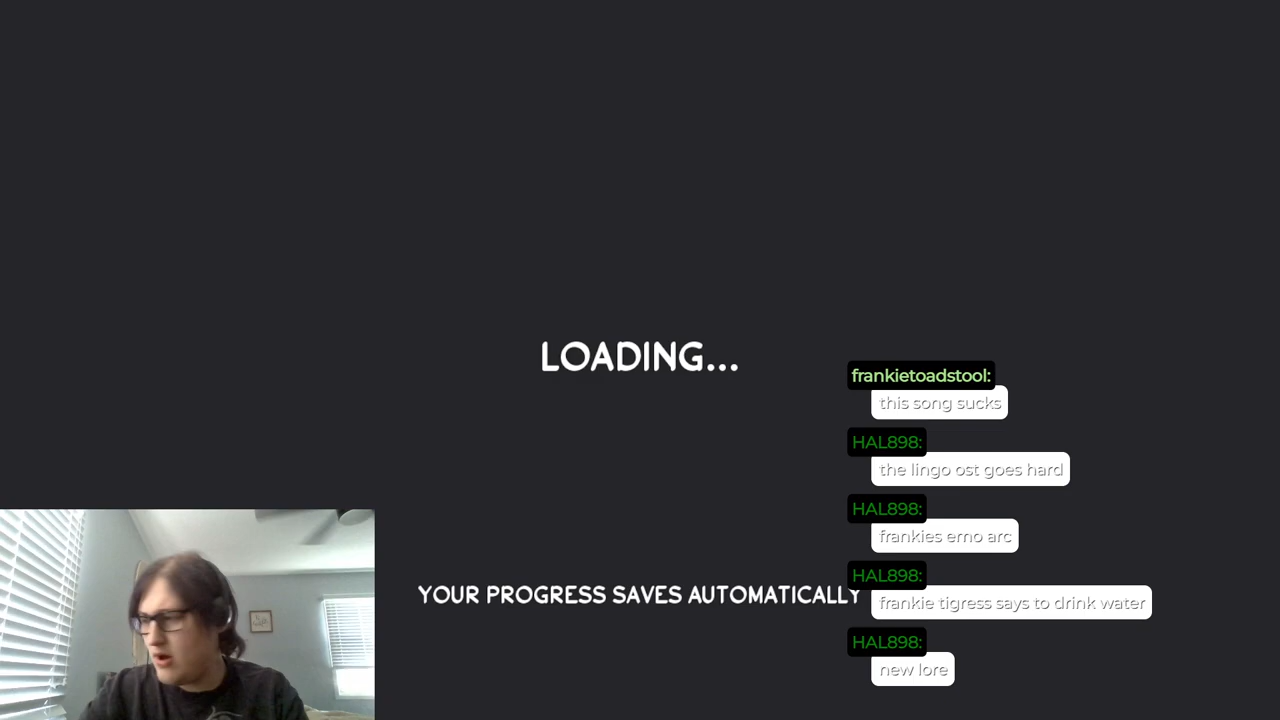 LOADING...
frankietoadstool:
this song sucks
HAL898:
the lingo ost goes hard
HAL898:
frankies emo arc
YOUR PROGRESS SAVES AUTOMATICALLY
HAL898:
frankie tigress says drink water
HAL898:
new lore